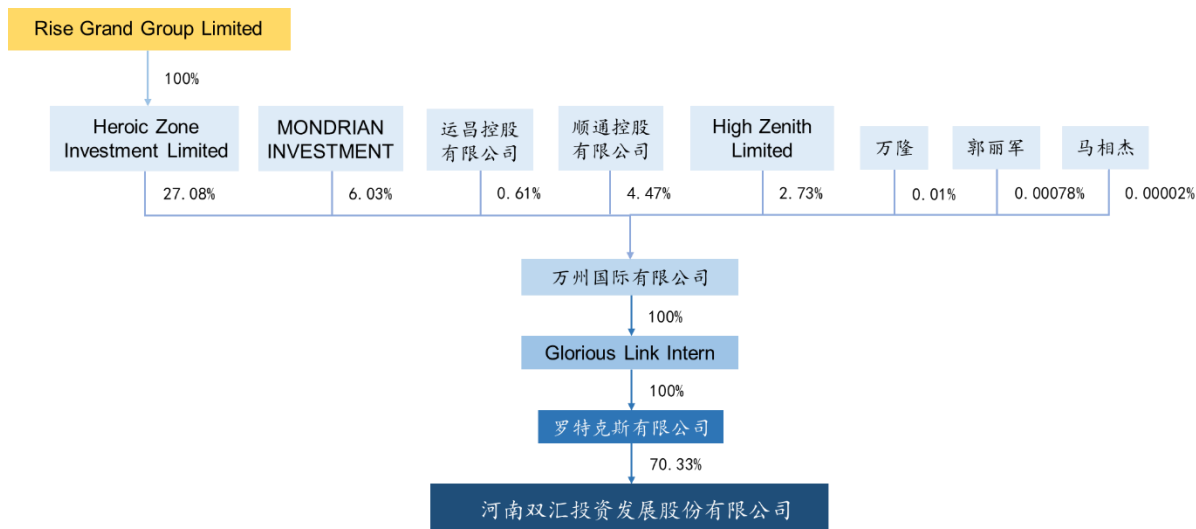 Rise Grand Group Limited
100%
Heroic Zone
Investment Limited
MONDRIAN
INVESTMENT
运昌控股
有限公司
顺通控股
有限公司
High Zenith
Limited
万隆
郭丽军
马相杰
27.08%
6.03%
0.61%
4.47%
2.73%
0.01%
0.00078%
0.00002%
万州国际有限公司
100%
Glorious Link Intern
100%
罗特克斯有限公司
70.33%
河南双汇投资发展股份有限公司